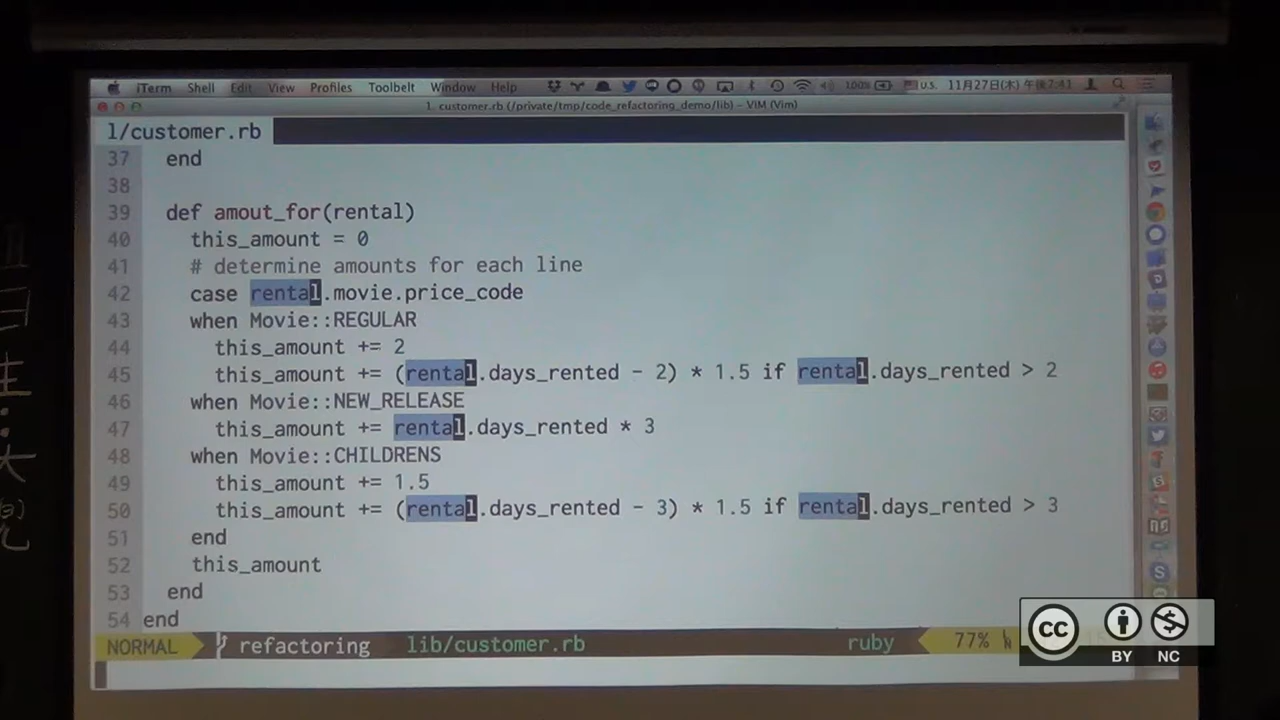 iTerm Shell Edit View Profiles Toolbelt Window Help 100% U.S. 11月27日(木) 午後7:41
1. customer.rb (/private/tmp/code_refactoring_demo/lib) - VIM (Vim)
l/customer.rb
37 end
38
39 def amout_for(rental)
40 this_amount = 0
41 # determine amounts for each line
42 case rental.movie.price_code
43 when Movie::REGULAR
44 this_amount += 2
45 this_amount += (rental.days_rented - 2) * 1.5 if rental.days_rented > 2
46 when Movie::NEW_RELEASE
47 this_amount += rental.days_rented * 3
48 when Movie::CHILDRENS
49 this_amount += 1.5
50 this_amount += (rental.days_rented - 3) * 1.5 if rental.days_rented > 3
51 end
52 this_amount
53 end
54 end
NORMAL refactoring lib/customer.rb ruby 77%
cc
BY NC